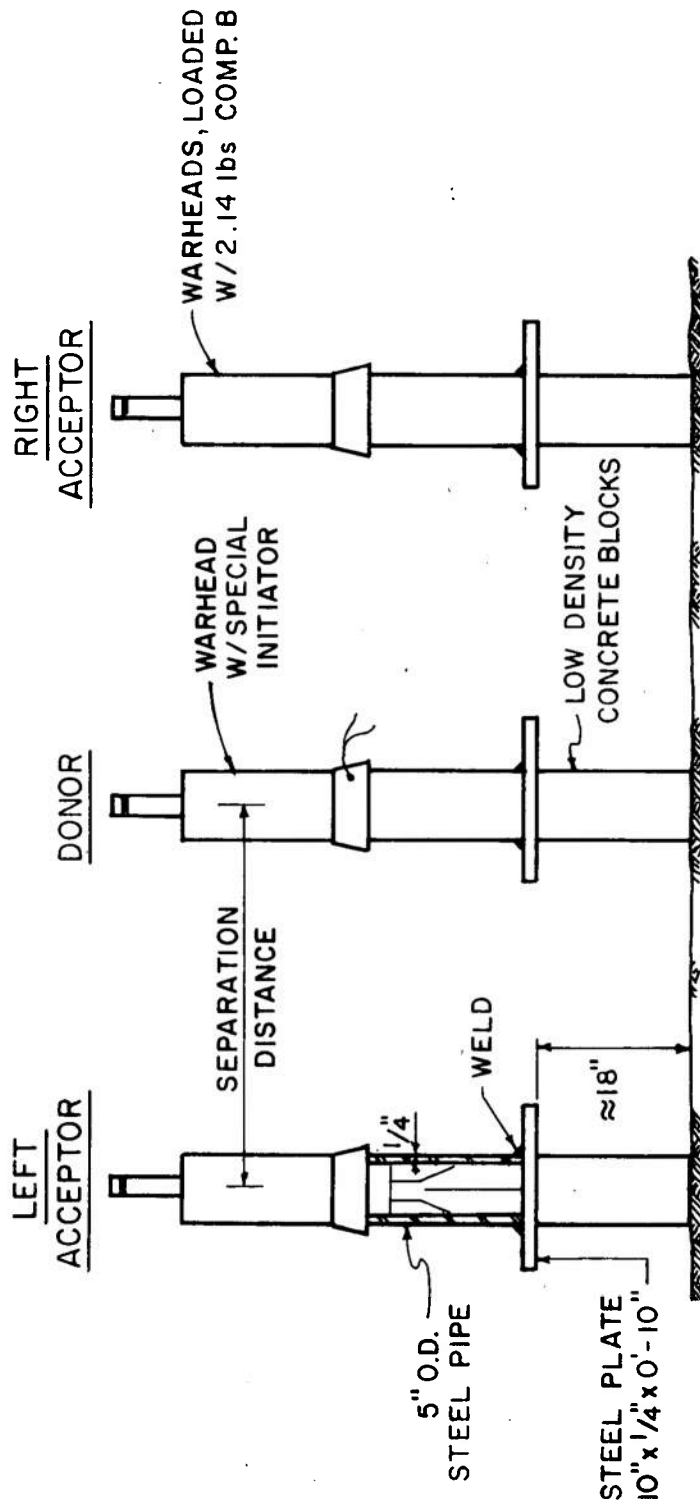 LEFT
ACCEPTOR
DONOR
RIGHT
ACCEPTOR
SEPARATION
DISTANCE
WARHEAD
W/SPECIAL
INITIATOR
WARHEADS, LOADED
W/2.14 lbs COMP. B
1/4"
5" O.D.
STEEL PIPE
WELD
≈18"
LOW DENSITY
CONCRETE BLOCKS
STEEL PLATE
10" x 1/4" x 0'-10"